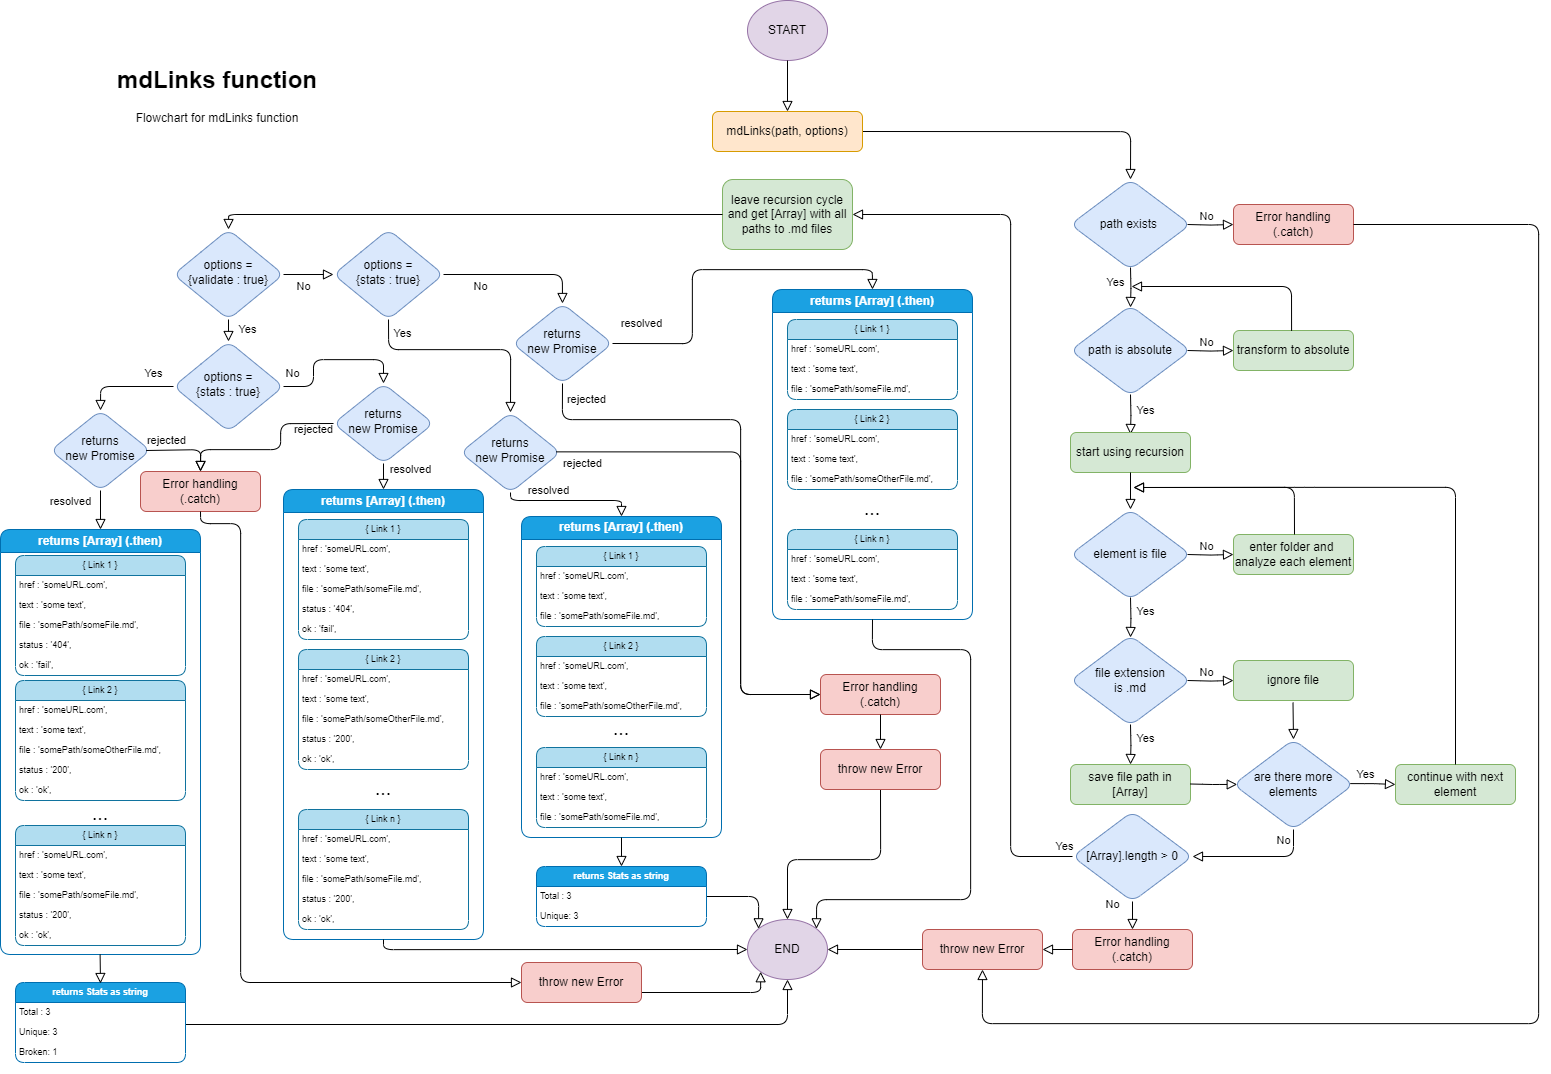 START
mdLinks function
Flowchart for mdLinks function
mdLinks(path, options)
path exists
No
Error handling
(.catch)
Yes
path is absolute
No
transform to absolute
Yes
start using recursion
element is file
No
enter folder and
analyze each element
Yes
file extension
is .md
No
ignore file
Yes
save file path in
[Array]
are there more
elements
Yes
continue with next
element
No
[Array].length > 0
Yes
No
Error handling
(.catch)
throw new Error
leave recursion cycle
and get [Array] with all
paths to .md files
options =
{validate : true}
No
options =
{stats : true}
No
Yes
Yes
options =
{stats : true}
Yes
No
returns
new Promise
resolved
rejected
returns
new Promise
rejected
resolved
returns
new Promise
rejected
resolved
returns
new Promise
rejected
resolved
Error handling
(.catch)
returns [Array] (.then)
{ Link 1 }
href : 'someURL.com',
text : 'some text',
file : 'somePath/someFile.md',
status : '404',
ok : 'fail',
{ Link 2 }
href : 'someURL.com',
text : 'some text',
file : 'somePath/someOtherFile.md',
status : '200',
ok : 'ok',
...
{ Link n }
href : 'someURL.com',
text : 'some text',
file : 'somePath/someFile.md',
status : '200',
ok : 'ok',
returns Stats as string
Total : 3
Unique: 3
Broken: 1
returns [Array] (.then)
{ Link 1 }
href : 'someURL.com',
text : 'some text',
file : 'somePath/someFile.md',
status : '404',
ok : 'fail',
{ Link 2 }
href : 'someURL.com',
text : 'some text',
file : 'somePath/someOtherFile.md',
status : '200',
ok : 'ok',
...
{ Link n }
href : 'someURL.com',
text : 'some text',
file : 'somePath/someFile.md',
status : '200',
ok : 'ok',
returns [Array] (.then)
{ Link 1 }
href : 'someURL.com',
text : 'some text',
file : 'somePath/someFile.md',
{ Link 2 }
href : 'someURL.com',
text : 'some text',
file : 'somePath/someOtherFile.md',
...
{ Link n }
href : 'someURL.com',
text : 'some text',
file : 'somePath/someFile.md',
returns Stats as string
Total : 3
Unique: 3
returns [Array] (.then)
{ Link 1 }
href : 'someURL.com',
text : 'some text',
file : 'somePath/someFile.md',
{ Link 2 }
href : 'someURL.com',
text : 'some text',
file : 'somePath/someOtherFile.md',
...
{ Link n }
href : 'someURL.com',
text : 'some text',
file : 'somePath/someFile.md',
Error handling
(.catch)
throw new Error
throw new Error
END